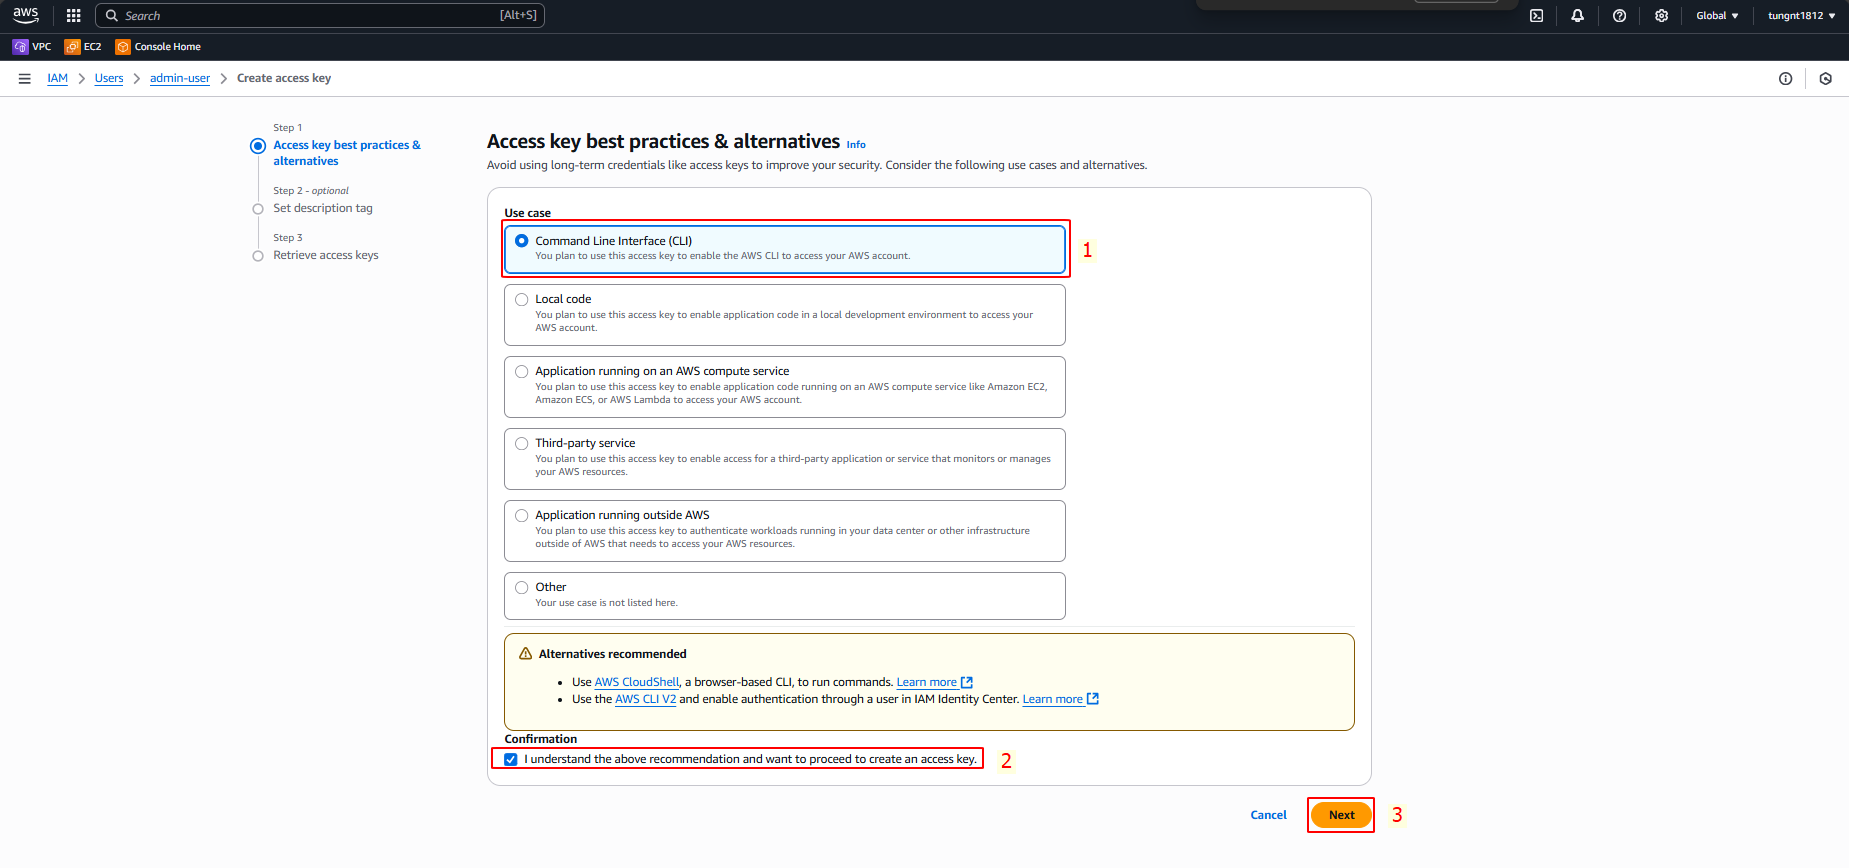 aws
Search [Alt+S]
Global tungnt1812
VPC EC2 Console Home
IAM Users admin-user Create access key
Step 1
Access key best practices &
alternatives
Step 2 - optional
Set description tag
Step 3
Retrieve access keys
Access key best practices & alternatives Info
Avoid using long-term credentials like access keys to improve your security. Consider the following use cases and alternatives.
Use case
Command Line Interface (CLI)
You plan to use this access key to enable the AWS CLI to access your AWS account.
1
Local code
You plan to use this access key to enable application code in a local development environment to access your
AWS account.
Application running on an AWS compute service
You plan to use this access key to enable application code running on an AWS compute service like Amazon EC2,
Amazon ECS, or AWS Lambda to access your AWS account.
Third-party service
You plan to use this access key to enable access for a third-party application or service that monitors or manages
your AWS resources.
Application running outside AWS
You plan to use this access key to authenticate workloads running in your data center or other infrastructure
outside of AWS that needs to access your AWS resources.
Other
Your use case is not listed here.
Alternatives recommended
• Use AWS CloudShell, a browser-based CLI, to run commands. Learn more
• Use the AWS CLI V2 and enable authentication through a user in IAM Identity Center. Learn more
Confirmation
I understand the above recommendation and want to proceed to create an access key.
2
Cancel Next
3